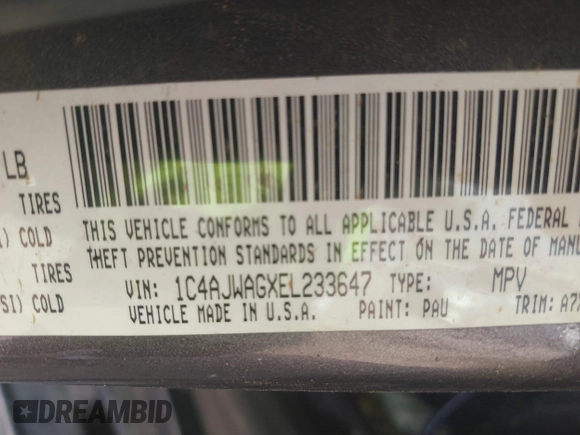 LB
TIRES
) COLD
TIRES
SI) COLD
THIS VEHICLE CONFORMS TO ALL APPLICABLE U.S.A. FEDERAL
THEFT PREVENTION STANDARDS IN EFFECT ON THE DATE OF MANU
VIN: 1C4AJWAGXEL233647 TYPE: MPV
VEHICLE MADE IN U.S.A. PAINT: PAU TRIM: A7
DREAMBID